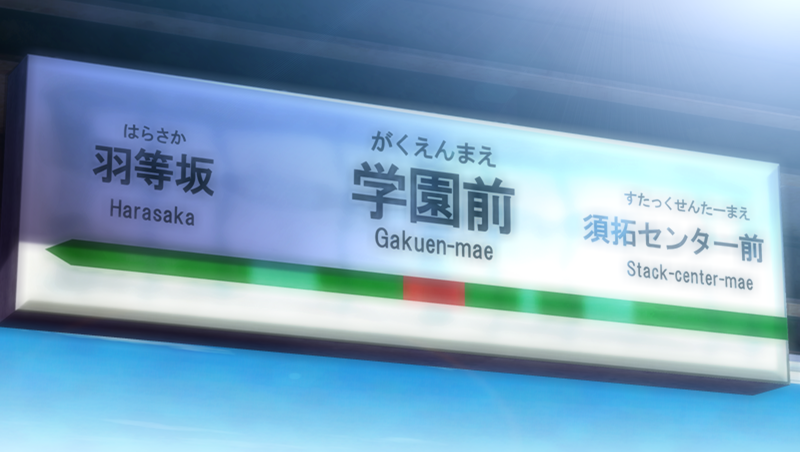 はらさか
羽等坂
Harasaka
がくえんまえ
学園前
Gakuen-mae
すたっくせんたーまえ
須拓センター前
Stack-center-mae